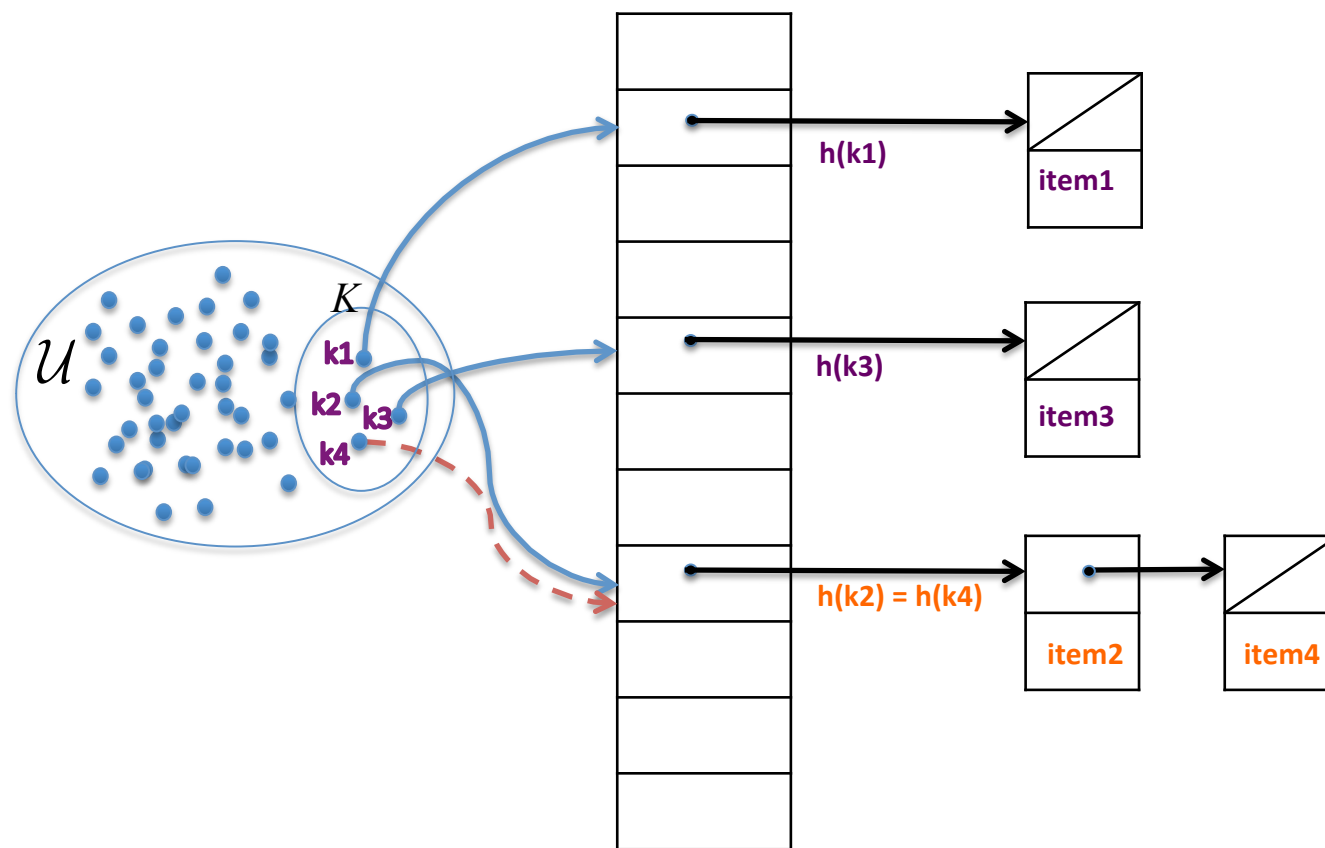 U
K
k1
k2
k3
k4
h(k1)
item1
h(k3)
item3
h(k2) = h(k4)
item2
item4